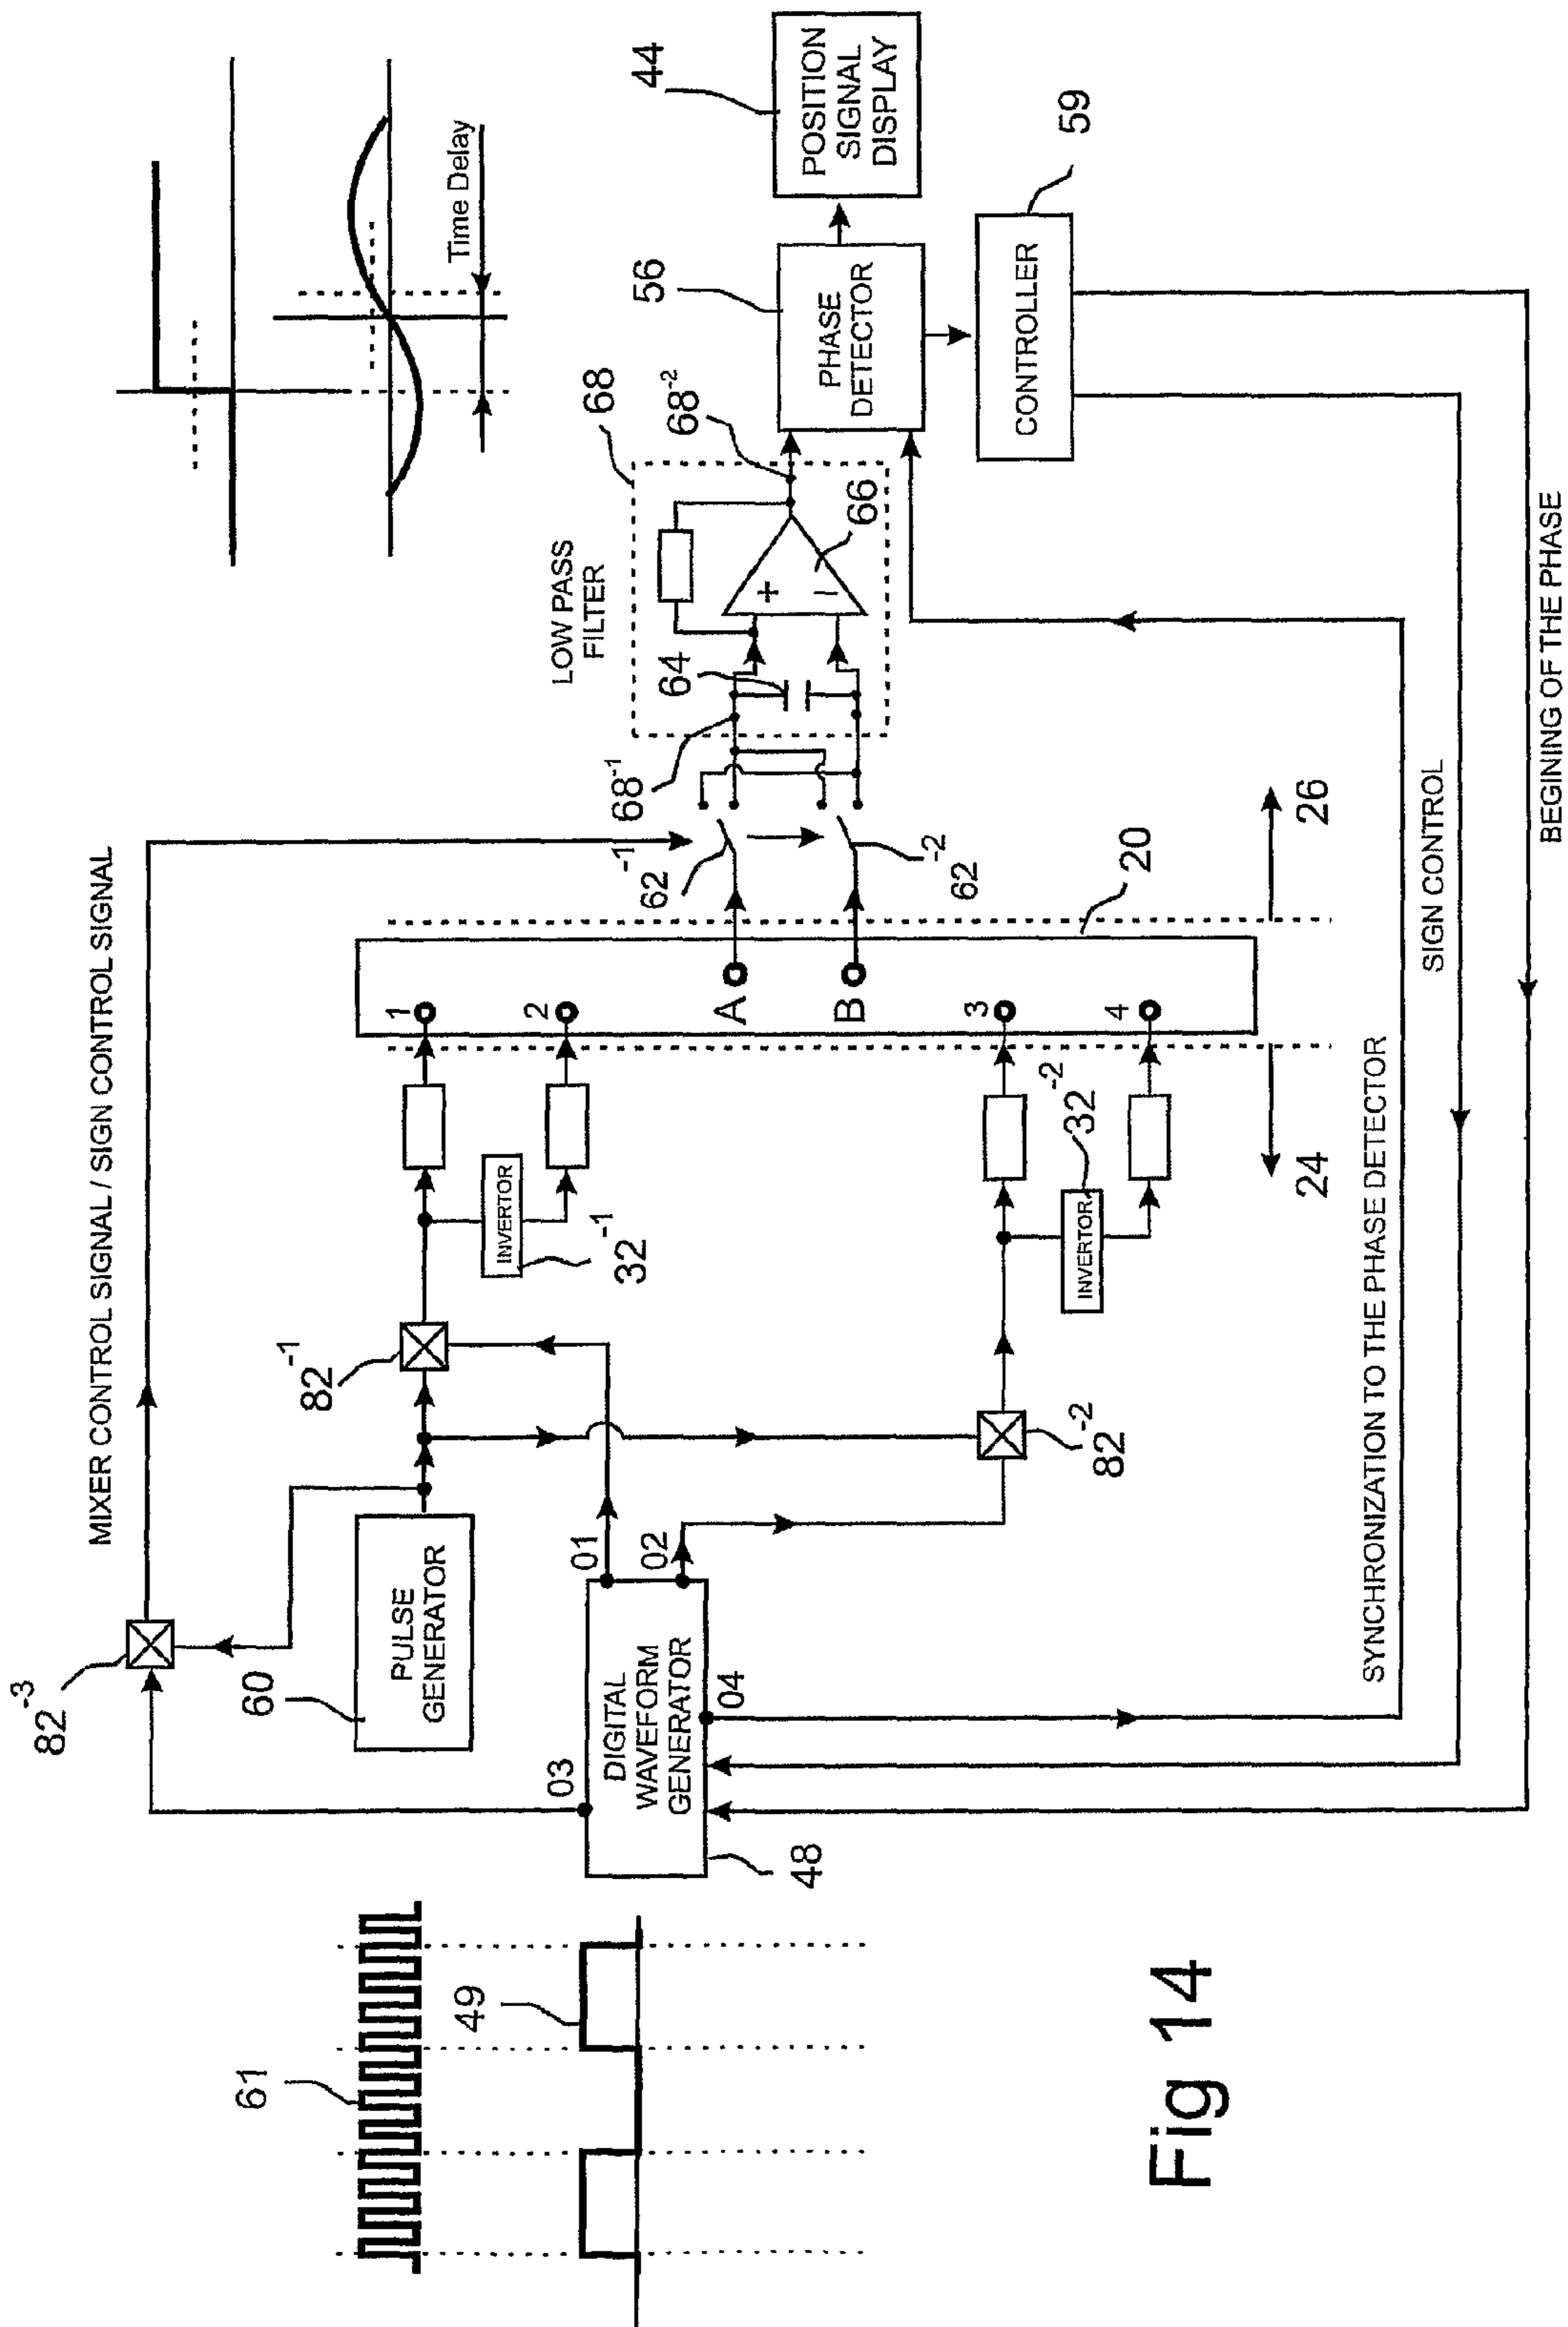 MIXER CONTROL SIGNAL / SIGN CONTROL SIGNAL
82-3
61
60
PULSE
GENERATOR
82-1
INVERTOR
32-1
1
2
49
03
DIGITAL
WAVEFORM
GENERATOR
01
02
04
48
82-2
INVERTOR
32-2
3
4
A
B
20
24
26
62-1
62-2
68-1
LOW PASS
FILTER
64
+
−
66
68
68-2
56
PHASE
DETECTOR
44
POSITION
SIGNAL
DISPLAY
CONTROLLER
59
Time Delay
SYNCHRONIZATION TO THE PHASE DETECTOR
SIGN CONTROL
BEGINING OF THE PHASE
Fig 14